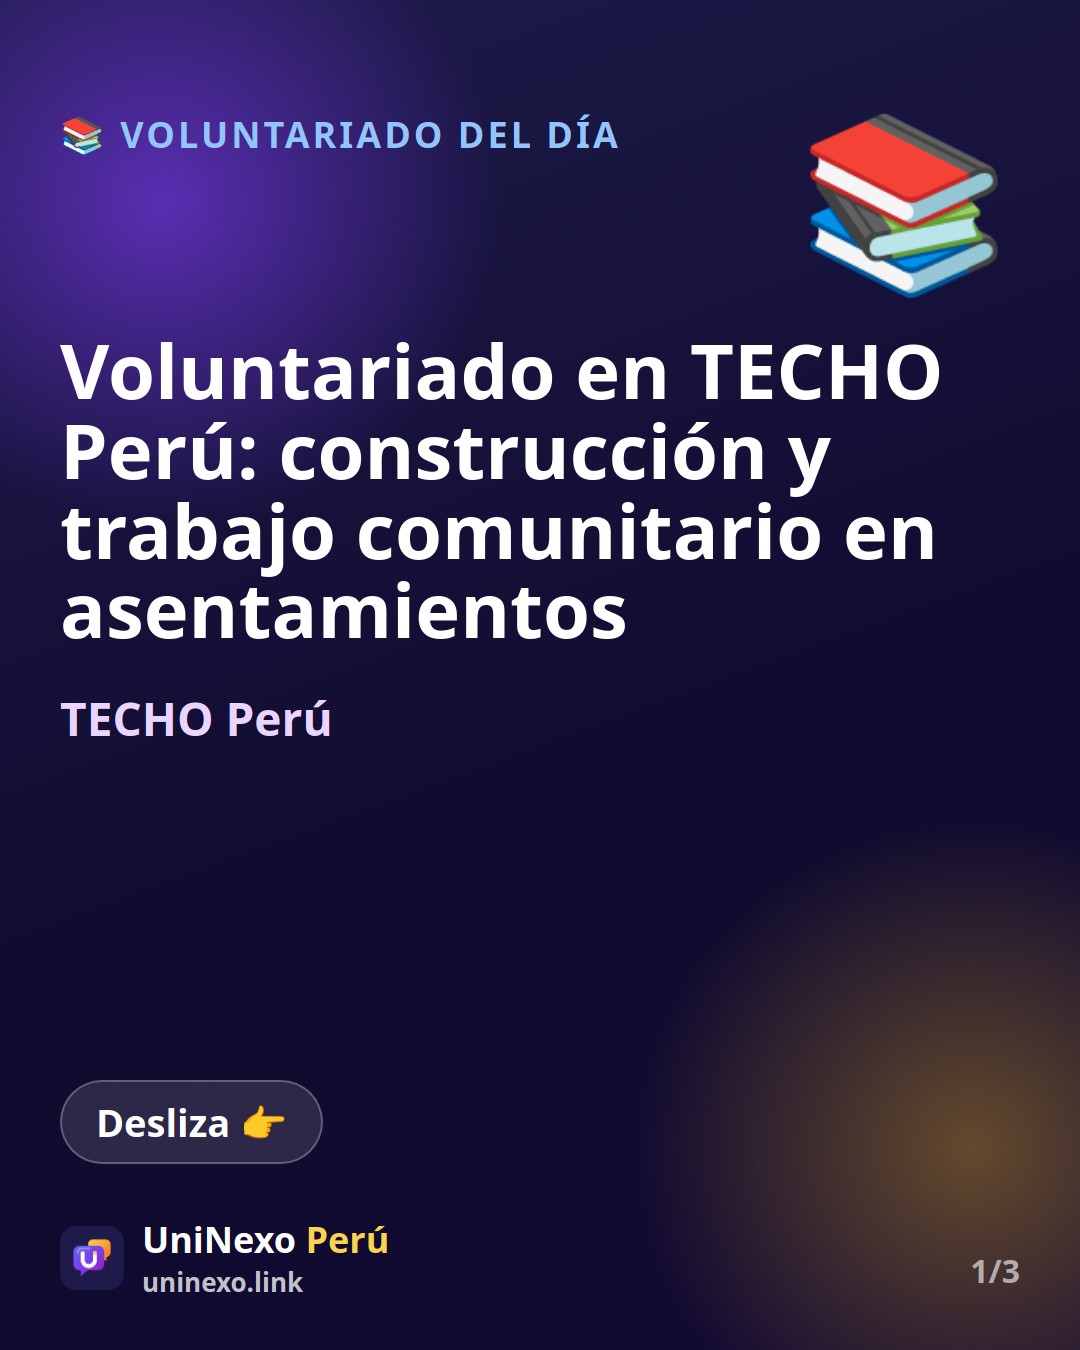 📚 VOLUNTARIADO DEL DÍA
Voluntariado en TECHO
Perú: construcción y
trabajo comunitario en
asentamientos
TECHO Perú
Desliza 👉
U
UniNexo Perú
uninexo.link
1/3